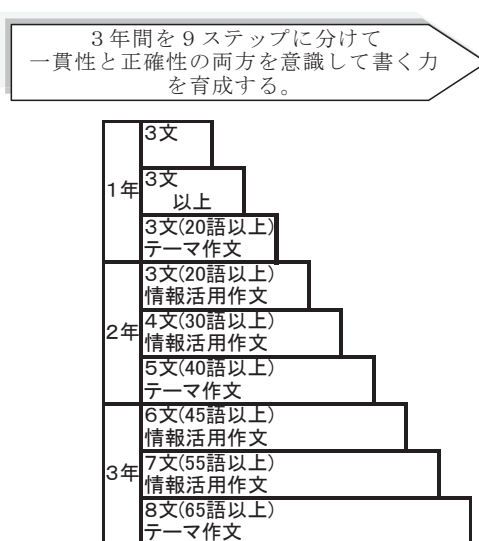 3年間を9ステップに分けて
一貫性と正確性の両方を意識して書く力
を育成する。
1年
3文
3文
以上
3文(20語以上)
テーマ作文
2年
3文(20語以上)
情報活用作文
4文(30語以上)
情報活用作文
5文(40語以上)
テーマ作文
3年
6文(45語以上)
情報活用作文
7文(55語以上)
情報活用作文
8文(65語以上)
テーマ作文